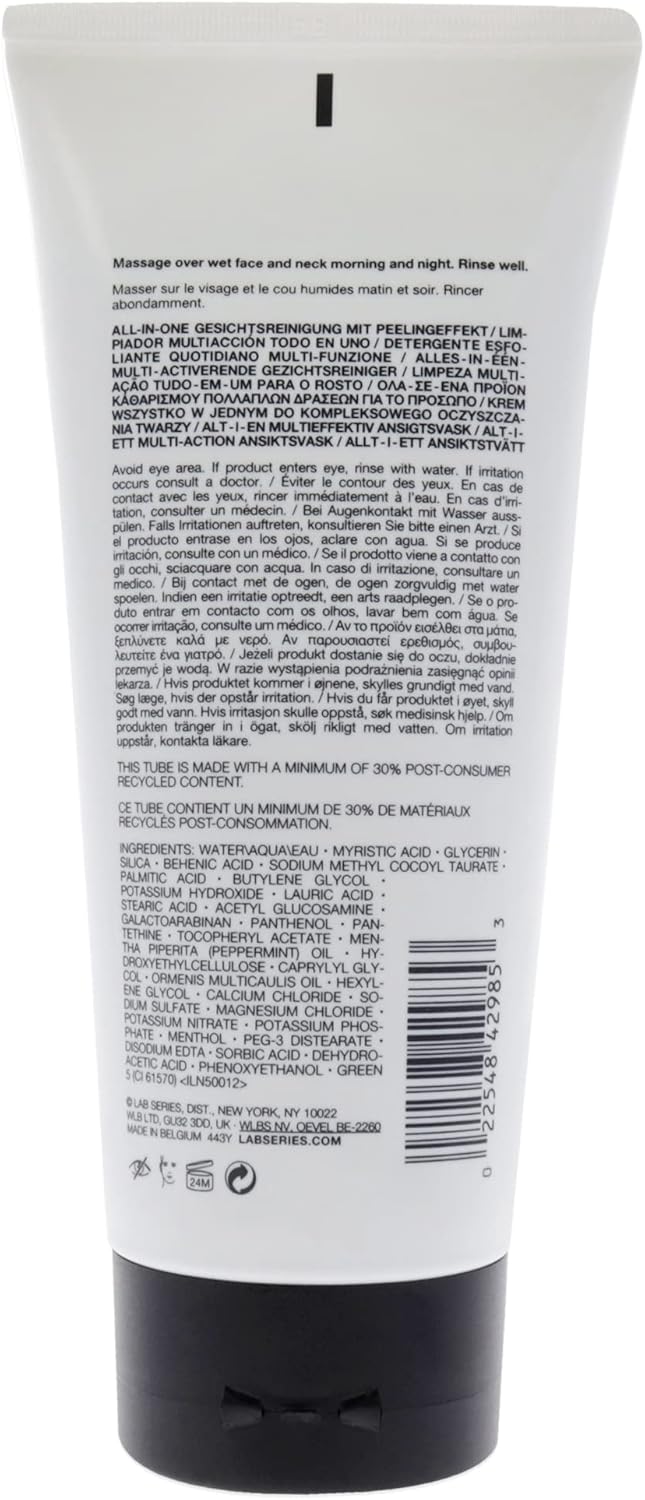 Massage over wet face and neck morning and night. Rinse well.
Masser sur le visage et le cou humides matin et soir. Rincer
abondamment.
ALL-IN-ONE GESICHTSREINIGUNG MIT PEELINGEFFEKT / LIM-
PIADOR MULTIACCIÓN TODO EN UNO / DETERGENTE ESFO-
LIANTE QUOTIDIANO MULTI-FUNZIONE / ALLES-IN-ÉÉN-
MULTI-ACTIVERENDE GEZICHTSREINIGER / LIMPEZA MULTI-
AÇÃO TUDO-EM-UM PARA O ROSTO / ΟΛΑ-ΣΕ-ΕΝΑ ΠΡΟΪΟΝ
ΚΑΘΑΡΙΣΜΟΥ ΠΟΛΛΑΠΛΩΝ ΔΡΑΣΕΩΝ ΓΙΑ ΤΟ ΠΡΟΣΩΠΟ / KREM
WSZYSTKO W JEDNYM DO KOMPLEKSOWEGO OCZYSZCZA-
NIA TWARZY / ALT-I-EN MULTIEFFEKTIV ANSIGTSVASK / ALT-I-
ETT MULTI-ACTION ANSIKTSVASK / ALLT-I-ETT ANSIKTSTVÄTT
Avoid eye area. If product enters eye, rinse with water. If irritation
occurs consult a doctor. / Éviter le contour des yeux. En cas de
contact avec les yeux, rincer immédiatement à l'eau. En cas d'irri-
tation, consulter un médecin. / Bei Augenkontakt mit Wasser auss-
pülen. Falls Irritationen auftreten, konsultieren Sie bitte einen Arzt. / Si
el producto entrase en los ojos, aclare con agua. Si se produce
irritación, consulte con un médico. / Se il prodotto viene a contatto con
gli occhi, sciacquare con acqua. In caso di irritazione, consultare un
medico. / Bij contact met de ogen, de ogen zorgvuldig met water
spoelen. Indien een irritatie optreedt, een arts raadplegen. / Se o pro-
duto entrar em contacto com os olhos, lavar bem com água. Se
ocorrer irritação, consulte um médico. / Αν το προϊόν εισέλθει στα μάτια,
ξεπλύνετε καλά με νερό. Αν παρουσιαστεί ερεθισμός, συμβου-
λευτείτε ένα γιατρό. / Jeżeli produkt dostanie się do oczu, dokładnie
przemyć je wodą. W razie wystąpienia podrażnienia zasięgnąć opinii
lekarza. / Hvis produktet kommer i øjnene, skylles grundigt med vand.
Søg læge, hvis der opstår irritation. / Hvis du får produktet i øyet, skyll
godt med vann. Hvis irritasjon skulle oppstå, søk medisinsk hjelp. / Om
produkten tränger in i ögat, skölj rikligt med vatten. Om irritation
uppstår, kontakta läkare.
THIS TUBE IS MADE WITH A MINIMUM OF 30% POST-CONSUMER
RECYCLED CONTENT.
CE TUBE CONTIENT UN MINIMUM DE 30% DE MATÉRIAUX
RECYCLÉS POST-CONSOMMATION.
INGREDIENTS: WATER\AQUA\EAU • MYRISTIC ACID • GLYCERIN •
SILICA • BEHENIC ACID • SODIUM METHYL COCOYL TAURATE •
PALMITIC ACID • BUTYLENE GLYCOL •
POTASSIUM HYDROXIDE • LAURIC ACID •
STEARIC ACID • ACETYL GLUCOSAMINE •
GALACTOARABINAN • PANTHENOL • PAN-
TETHINE • TOCOPHERYL ACETATE • MEN-
THA PIPERITA (PEPPERMINT) OIL • HY-
DROXYETHYLCELLULOSE • CAPRYLYL GLY-
COL • ORMENIS MULTICAULIS OIL • HEXYL-
ENE GLYCOL • CALCIUM CHLORIDE • SO-
DIUM SULFATE • MAGNESIUM CHLORIDE •
POTASSIUM NITRATE • POTASSIUM PHOS-
PHATE • MENTHOL • PEG-3 DISTEARATE •
DISODIUM EDTA • SORBIC ACID • DEHYDRO-
ACETIC ACID • PHENOXYETHANOL • GREEN
5 (CI 61570) <ILN50012>
© LAB SERIES, DIST., NEW YORK, NY 10022
WLB LTD, GU32 3DD, UK • WLBS NV, OEVEL BE-2260
MADE IN BELGIUM 443Y LABSERIES.COM
24M
0 22548 42985 3